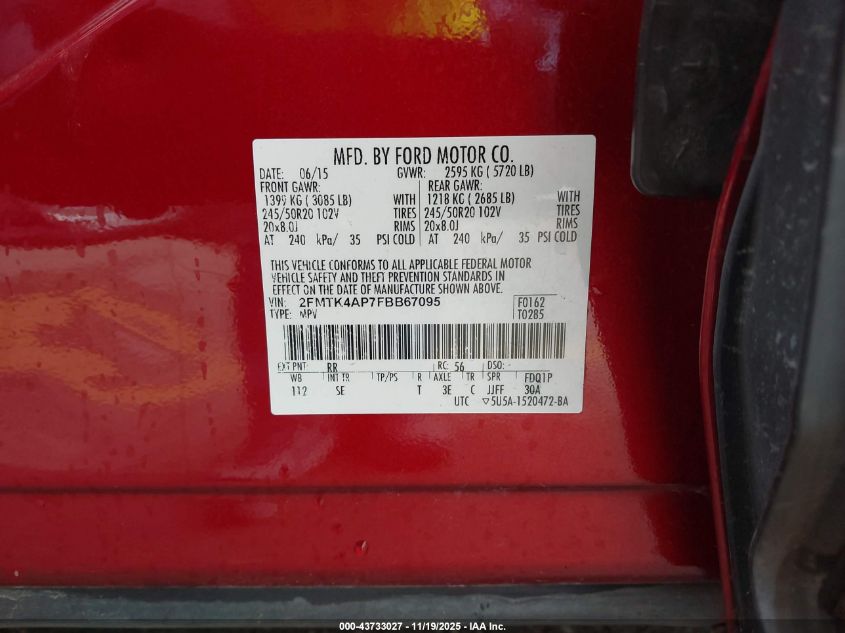 MFD. BY FORD MOTOR CO.
DATE: 06/15 GVWR: 2595 KG ( 5720 LB)
FRONT GAWR: REAR GAWR:
1399 KG ( 3085 LB) WITH 1218 KG ( 2685 LB) WITH
245/50R20 102V TIRES 245/50R20 102V TIRES
20x8.0J RIMS 20x8.0J RIMS
AT 240 kPa/ 35 PSI COLD AT 240 kPa/ 35 PSI COLD
THIS VEHICLE CONFORMS TO ALL APPLICABLE FEDERAL MOTOR
VEHICLE SAFETY AND THEFT PREVENTION STANDARDS IN
EFFECT ON THE DATE OF MANUFACTURE SHOWN ABOVE.
VIN: 2FMTK4AP7FBB67095 F0162
TYPE: MPV T0285
EXT PNT: RR RC: 56 DSO: -
WB INT TR TP/PS R AXLE TR SPR FDQ1P
112 SE T 3E C JJFF 30A
UTC ▽5U5A-1520472-BA
000-43733027 - 11/19/2025 - IAA Inc.